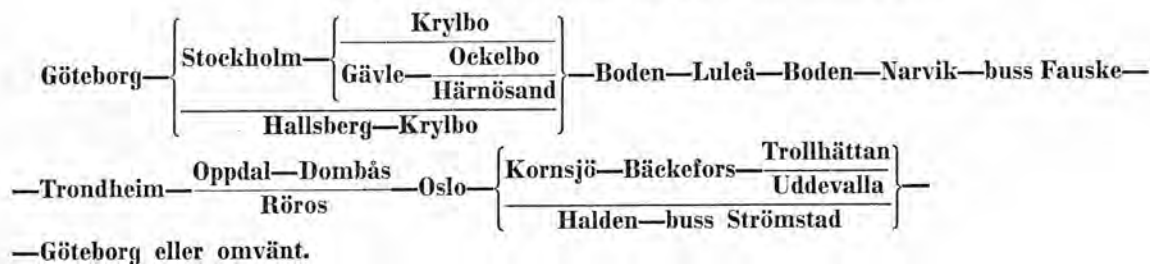 Krylbo
Stockholm—
Ockelbo
Göteborg— Gävle— —Boden—Luleå—Boden—Narvik—buss Fauske—
Härnösand
Hallsberg—Krylbo
Trollhättan
Oppdal—Dombås Kornsjö—Bäckefors—
—Trondheim— —Oslo— Uddevalla —
Röros Halden—buss Strömstad
—Göteborg eller omvänt.